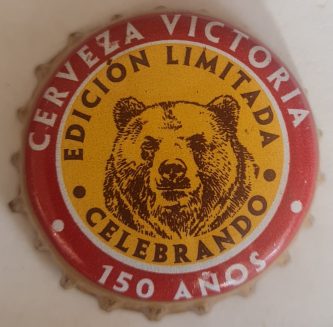 CERVEZA VICTORIA
150 AÑOS
EDICIÓN LIMITADA
CELEBRANDO